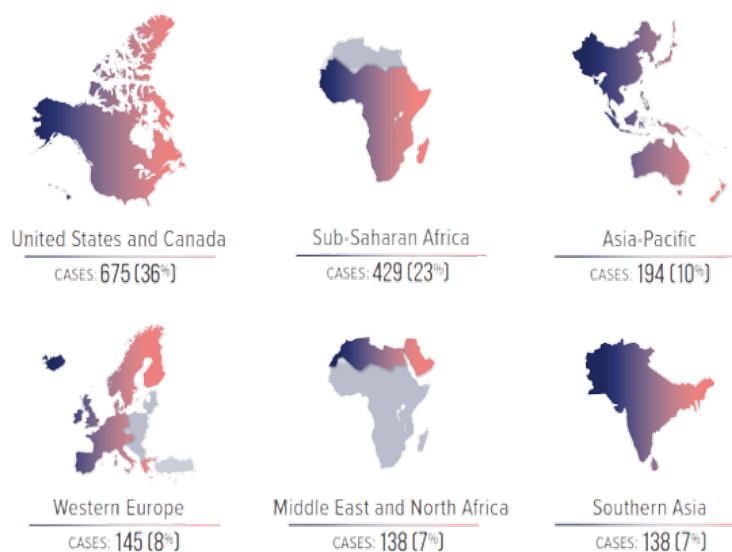 United States and Canada
CASES: 675 (36%)
Sub-Saharan Africa
CASES: 429 (23%)
Asia-Pacific
CASES: 194 (10%)
Western Europe
CASES: 145 (8%)
Middle East and North Africa
CASES: 138 (7%)
Southern Asia
CASES: 138 (7%)